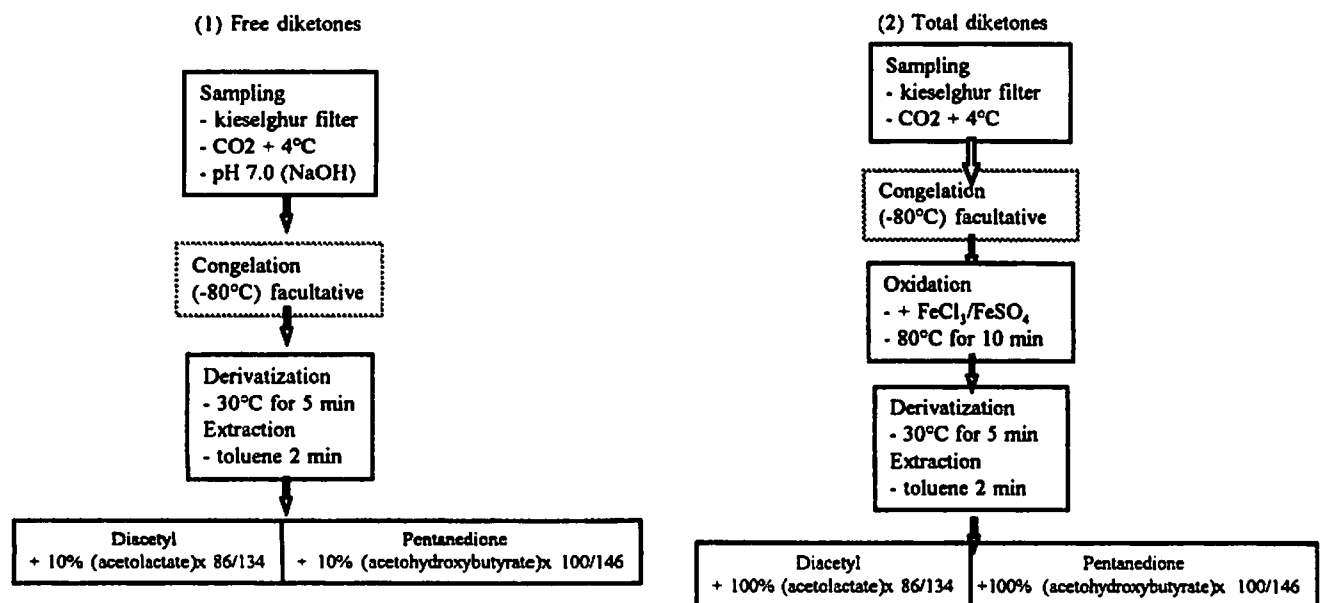 (1) Free diketones
Sampling
- kieselghur filter
- CO2 + 4°C
- pH 7.0 (NaOH)
Congelation
(-80°C) facultative
Derivatization
- 30°C for 5 min
Extraction
- toluene 2 min
Diacetyl
+ 10% (acetolactate)x 86/134
Pentanedione
+ 10% (acetohydroxybutyrate)x 100/146
(2) Total diketones
Sampling
- kieselghur filter
- CO2 + 4°C
Congelation
(-80°C) facultative
Oxidation
- + FeCl₃/FeSO₄
- 80°C for 10 min
Derivatization
- 30°C for 5 min
Extraction
- toluene 2 min
Diacetyl
+ 100% (acetolactate)x 86/134
Pentanedione
+100% (acetohydroxybutyrate)x 100/146